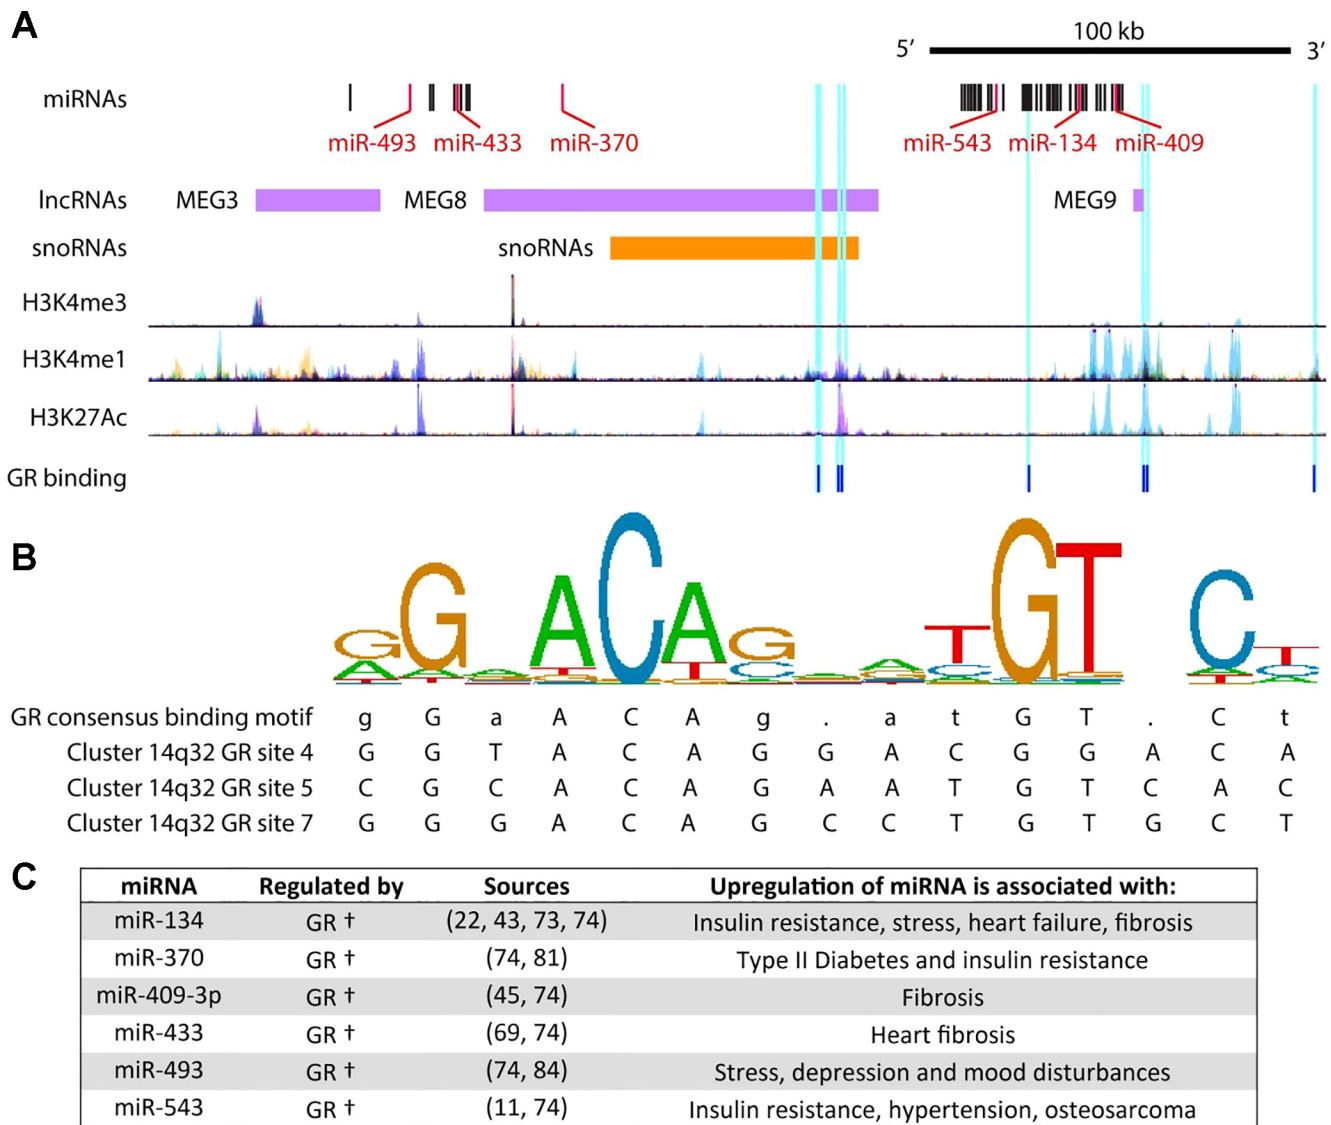 A
100 kb
5′ 3′
miRNAs
miR-493 miR-433 miR-370 miR-543 miR-134 miR-409
lncRNAs MEG3 MEG8 MEG9
snoRNAs snoRNAs
H3K4me3
H3K4me1
H3K27Ac
GR binding
B
GR consensus binding motif g G a A C A g . a t G T . C t
Cluster 14q32 GR site 4 G G T A C A G G A C G G A C A
Cluster 14q32 GR site 5 C G C A C A G A A T G T C A C
Cluster 14q32 GR site 7 G G G A C A G C C T G T G C T
C
miRNA Regulated by Sources Upregulation of miRNA is associated with:
miR-134 GR † (22, 43, 73, 74) Insulin resistance, stress, heart failure, fibrosis
miR-370 GR † (74, 81) Type II Diabetes and insulin resistance
miR-409-3p GR † (45, 74) Fibrosis
miR-433 GR † (69, 74) Heart fibrosis
miR-493 GR † (74, 84) Stress, depression and mood disturbances
miR-543 GR † (11, 74) Insulin resistance, hypertension, osteosarcoma